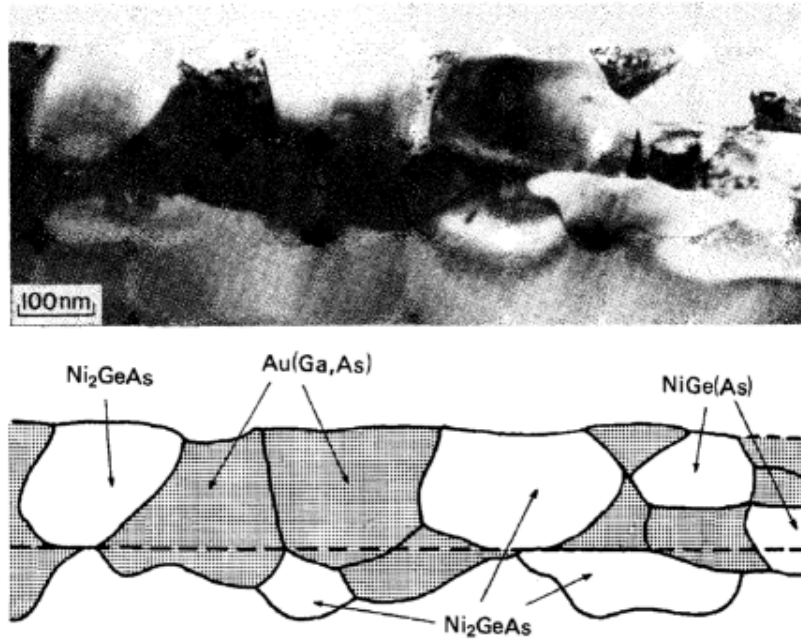 100nm
Ni₂GeAs
Au(Ga,As)
NiGe(As)
Ni₂GeAs